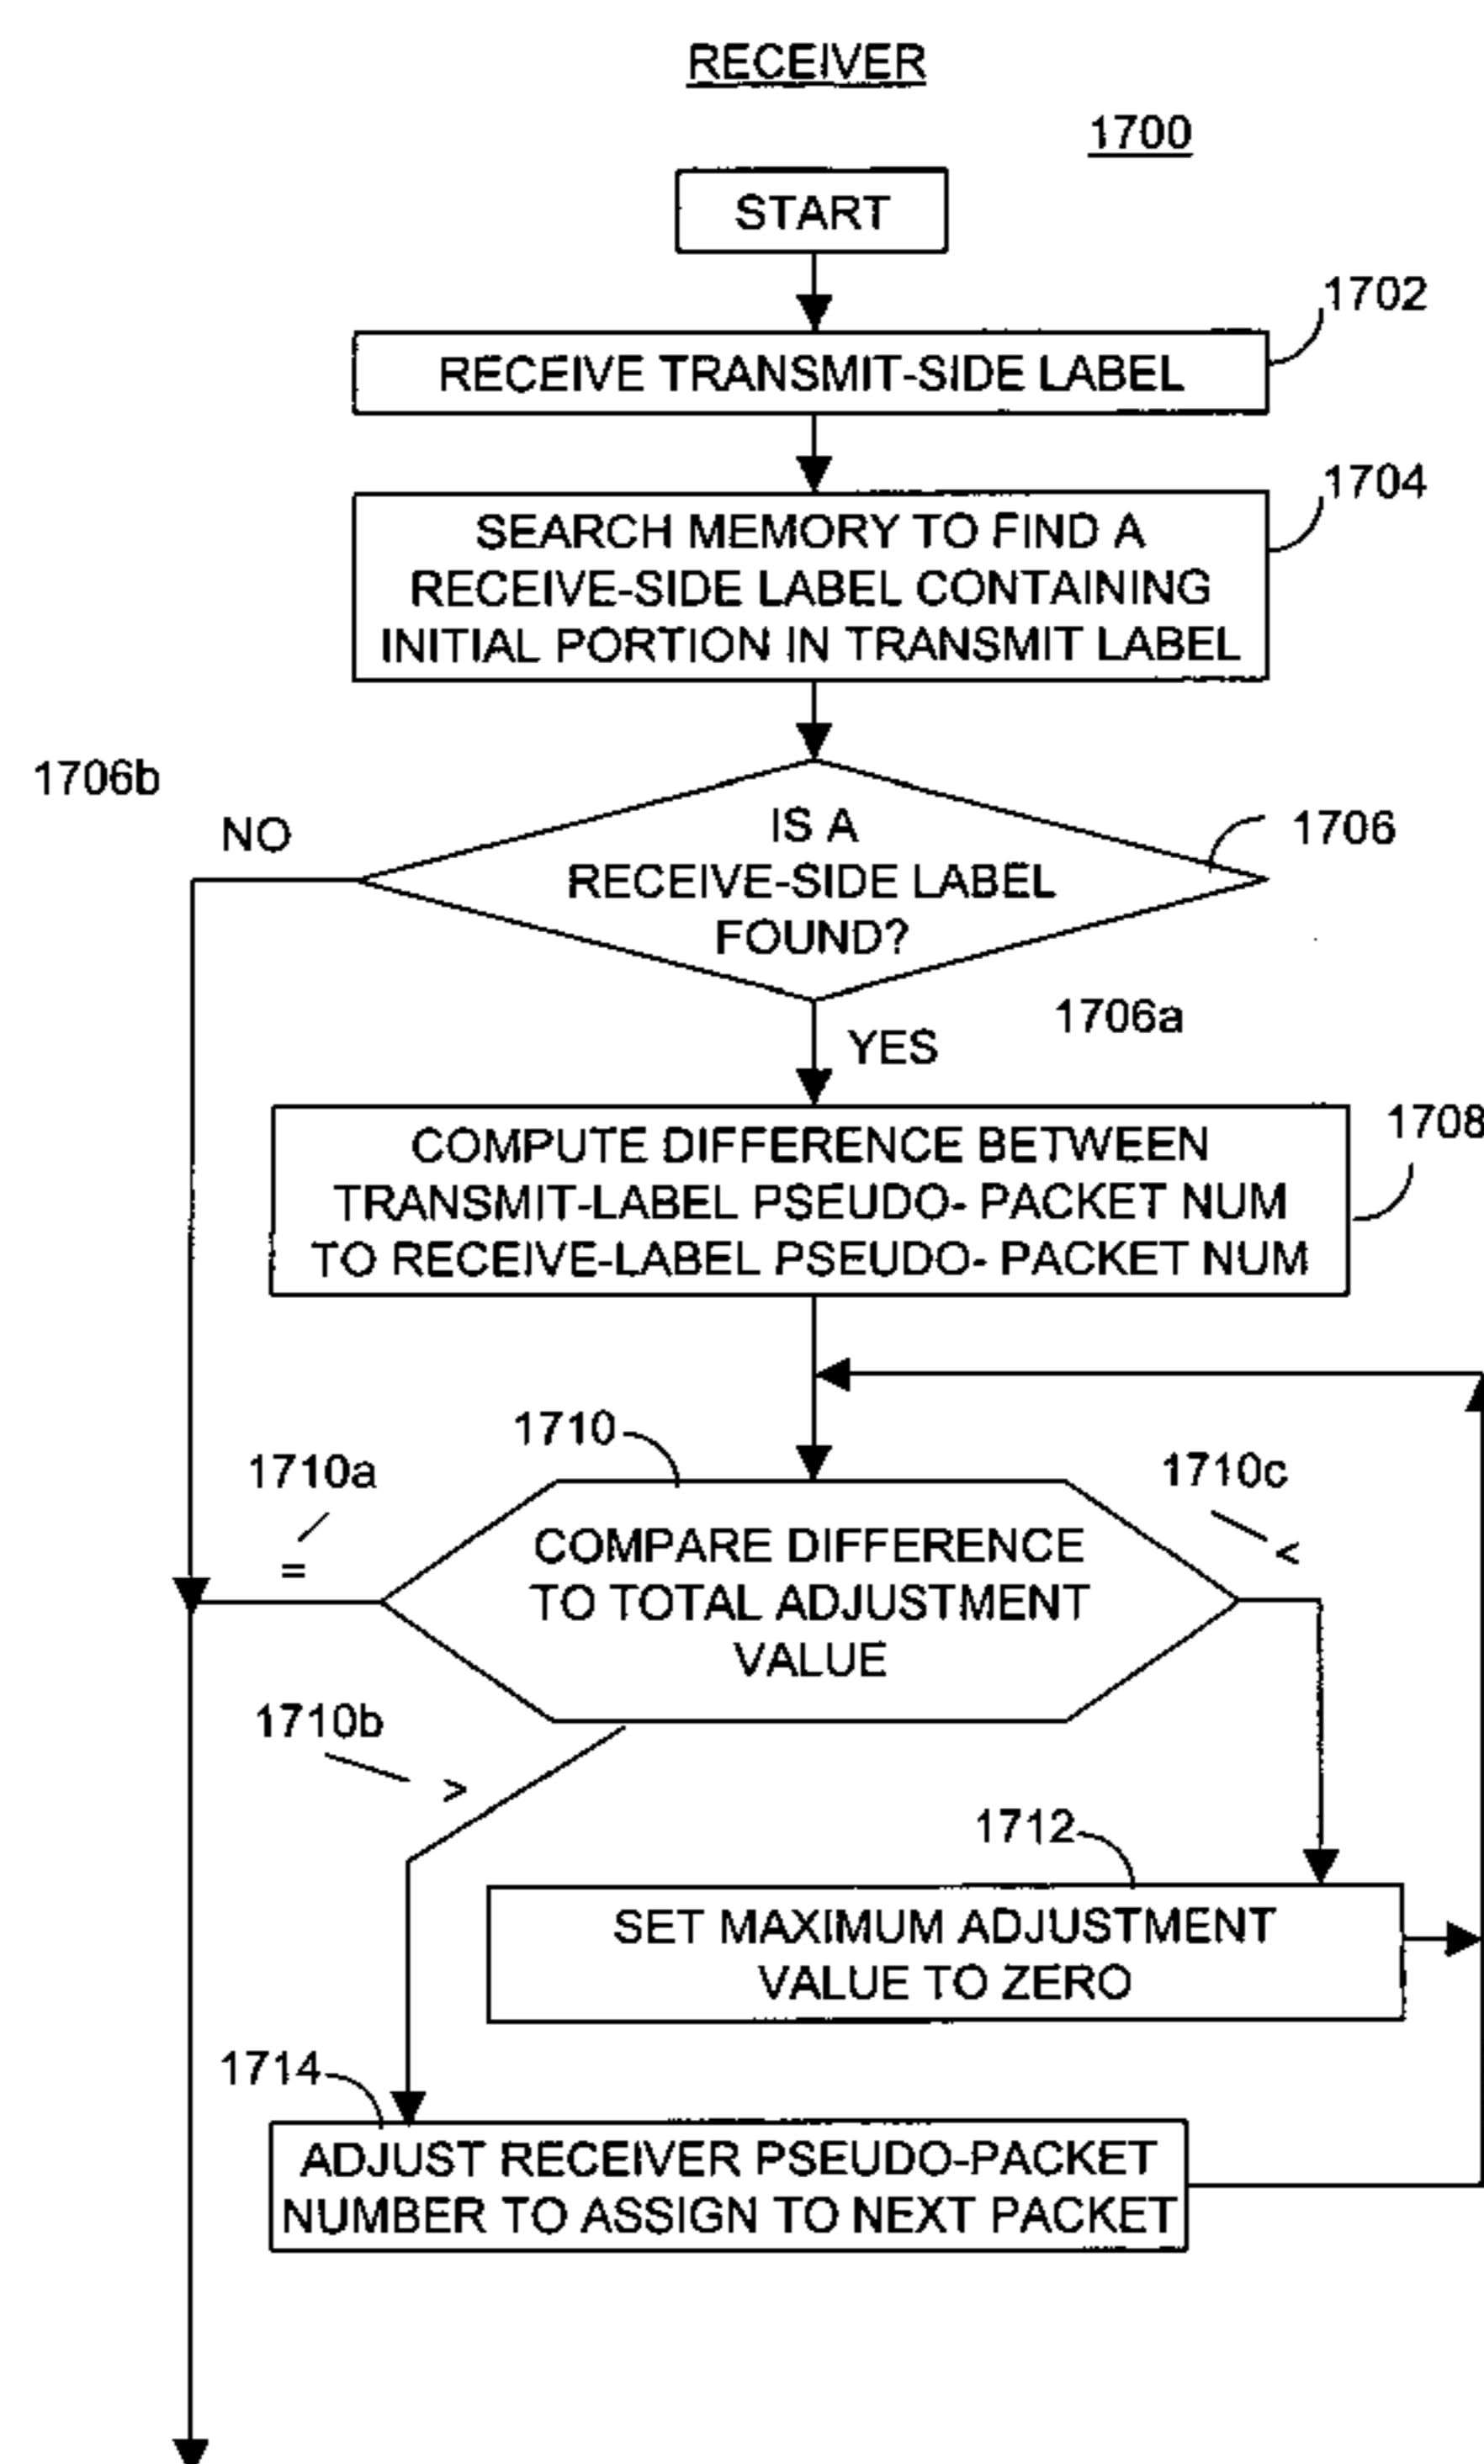 RECEIVER
1700
START
1702
RECEIVE TRANSMIT-SIDE LABEL
1704
SEARCH MEMORY TO FIND A
RECEIVE-SIDE LABEL CONTAINING
INITIAL PORTION IN TRANSMIT LABEL
1706b
NO
IS A
RECEIVE-SIDE LABEL
FOUND?
1706
1706a
YES
1708
COMPUTE DIFFERENCE BETWEEN
TRANSMIT-LABEL PSEUDO- PACKET NUM
TO RECEIVE-LABEL PSEUDO- PACKET NUM
1710
1710a
=
1710c
<
COMPARE DIFFERENCE
TO TOTAL ADJUSTMENT
VALUE
1710b
>
1712
SET MAXIMUM ADJUSTMENT
VALUE TO ZERO
1714
ADJUST RECEIVER PSEUDO-PACKET
NUMBER TO ASSIGN TO NEXT PACKET